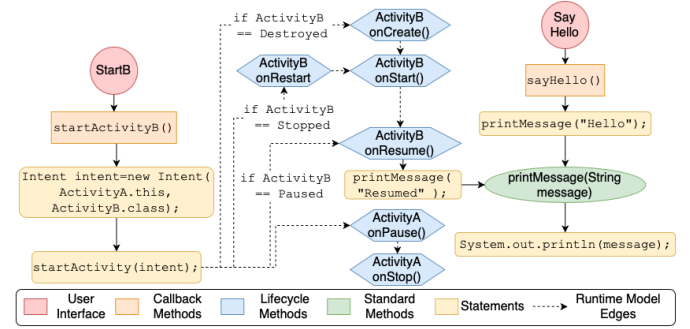 StartB
startActivityB()
Intent intent=new Intent(
ActivityA.this,
ActivityB.class);
startActivity(intent);
if ActivityB
== Destroyed
ActivityB
onCreate()
ActivityB
onRestart
ActivityB
onStart()
if ActivityB
== Stopped
ActivityB
onResume()
if ActivityB
== Paused
printMessage(
"Resumed" );
ActivityA
onPause()
ActivityA
onStop()
Say
Hello
sayHello()
printMessage("Hello");
printMessage(String
message)
System.out.println(message);
User
Interface
Callback
Methods
Lifecycle
Methods
Standard
Methods
Statements
Runtime Model
Edges